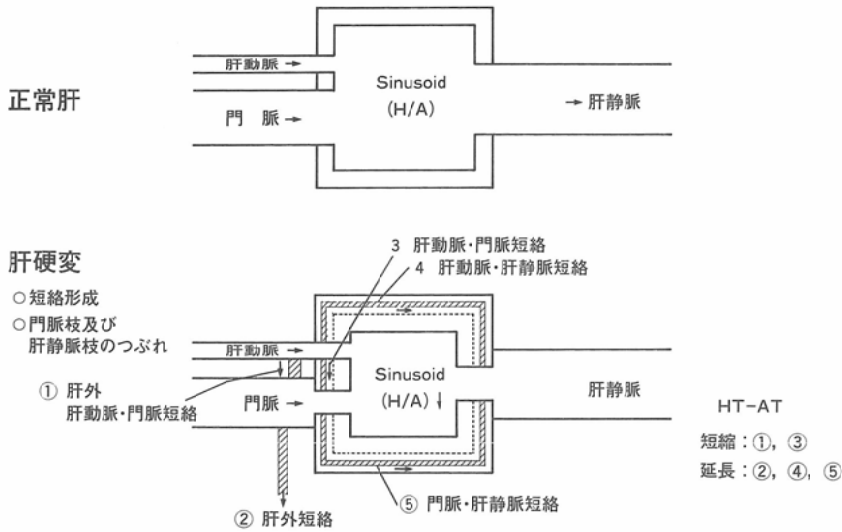 正常肝
肝動脈 →
門 脈 →
Sinusoid
(H/A)
→ 肝静脈
肝硬変
○短絡形成
○門脈枝及び
肝静脈枝のつぶれ
3 肝動脈・門脈短絡
4 肝動脈・肝静脈短絡
肝動脈 →
① 肝外
肝動脈・門脈短絡
門脈 →
Sinusoid
(H/A) ↓
肝静脈
② 肝外短絡
⑤ 門脈・肝静脈短絡
HT-AT
短縮：①, ③
延長：②, ④, ⑤